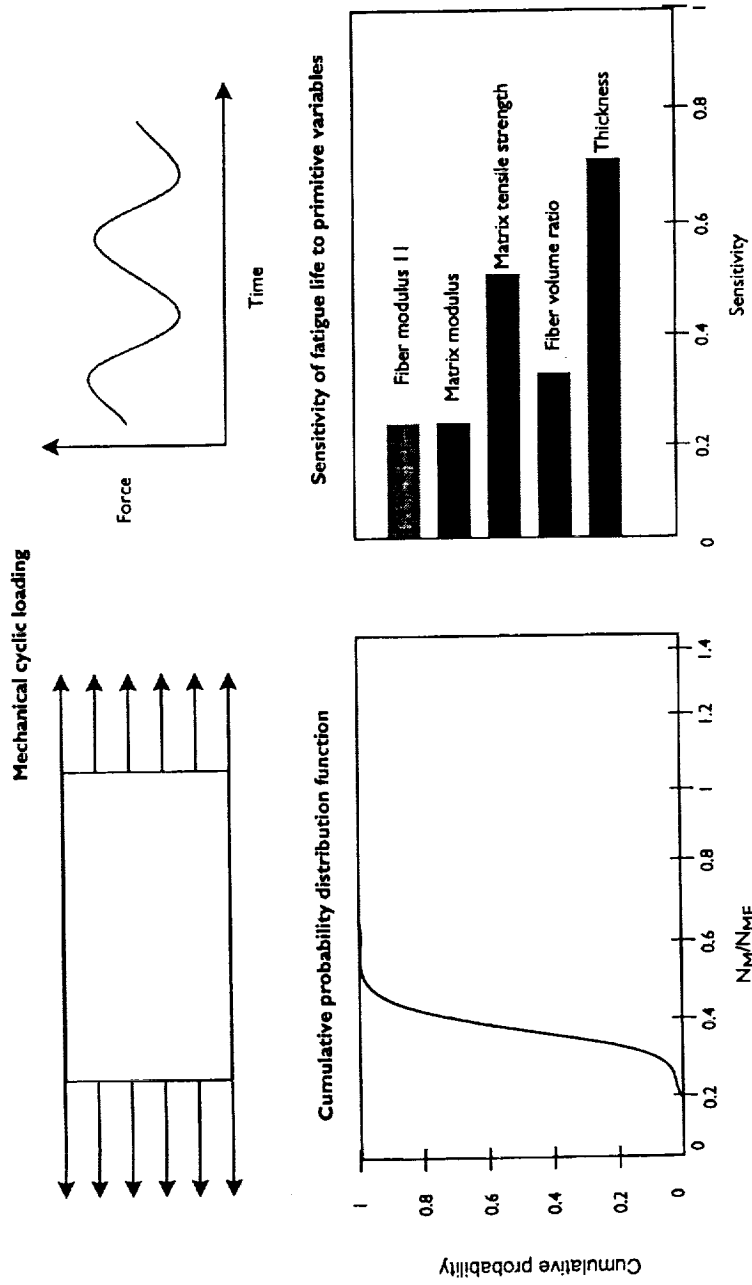 Mechanical cyclic loading
Force
Time
Cumulative probability distribution function
Cumulative probability
1
0.8
0.6
0.4
0.2
0
0
0.2
0.4
0.6
0.8
1
1.2
1.4
NM/NMF
Sensitivity of fatigue life to primitive variables
Fiber modulus 11
Matrix modulus
Matrix tensile strength
Fiber volume ratio
Thickness
0
0.2
0.4
0.6
0.8
1
Sensitivity